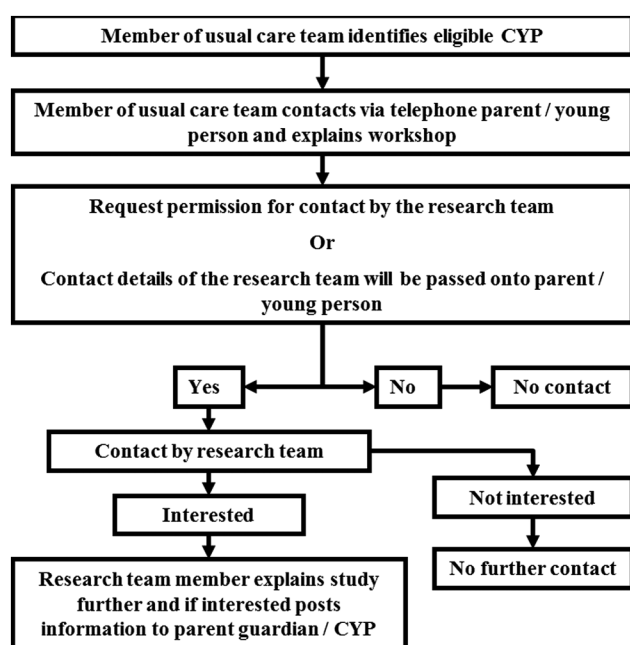 Member of usual care team identifies eligible CYP
Member of usual care team contacts via telephone parent / young
person and explains workshop
Request permission for contact by the research team
Or
Contact details of the research team will be passed onto parent /
young person
Yes
No
No contact
Contact by research team
Not interested
Interested
No further contact
Research team member explains study
further and if interested posts
information to parent guardian / CYP